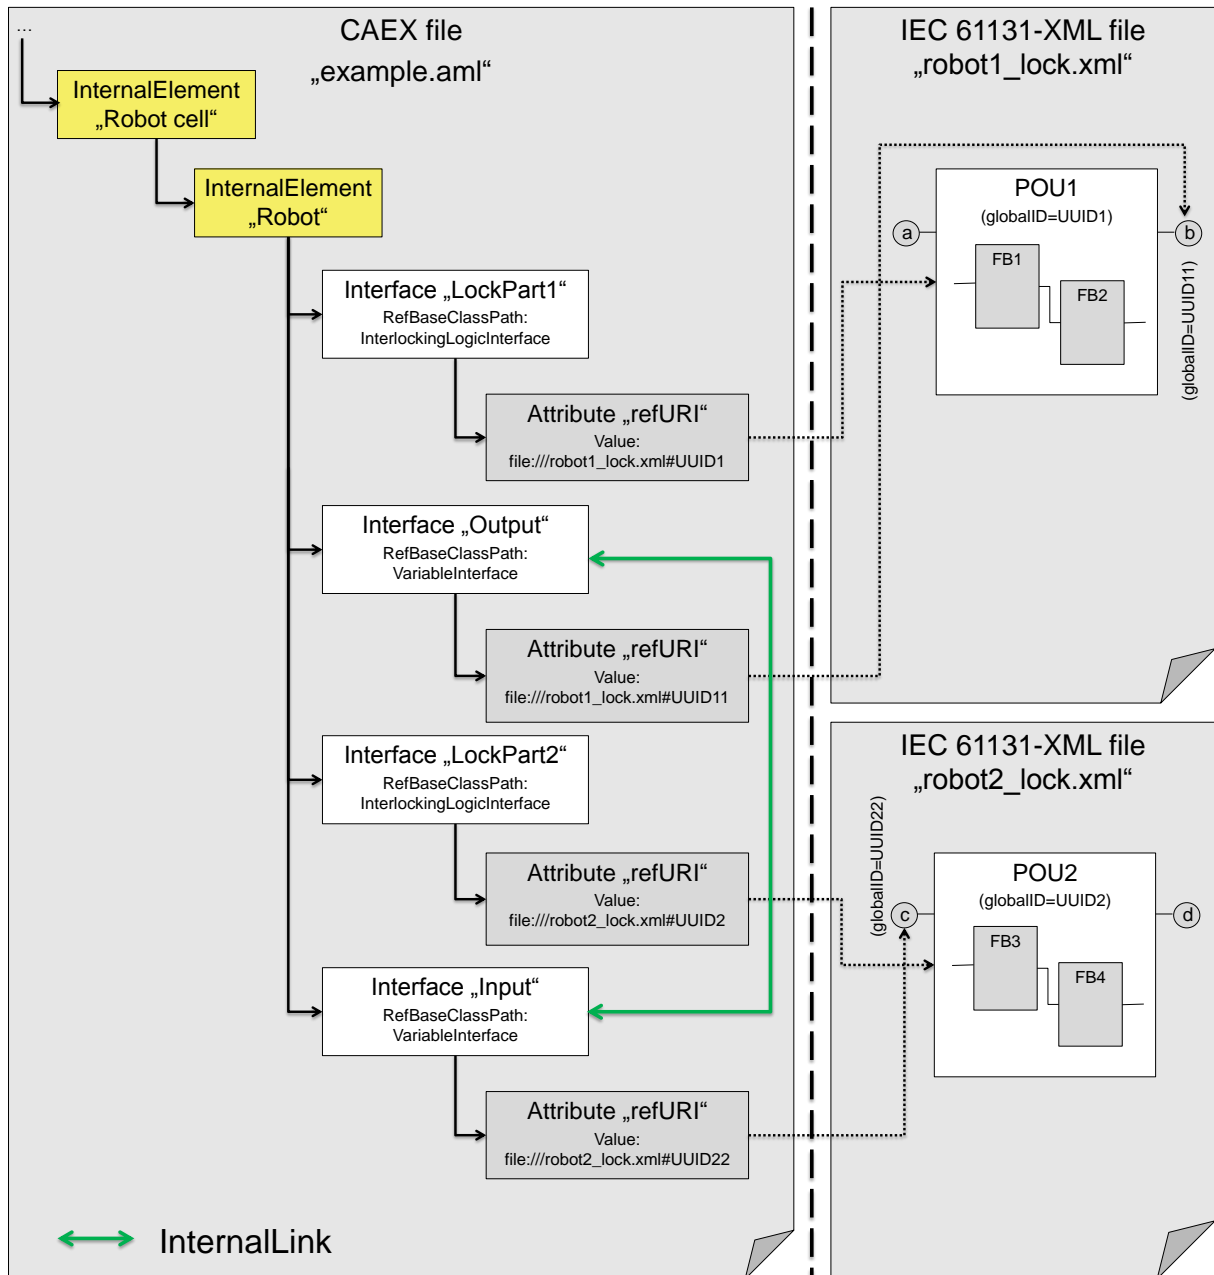 CAEX file
„example.aml“
...
InternalElement
„Robot cell“
InternalElement
„Robot“
Interface „LockPart1“
RefBaseClassPath:
InterlockingLogicInterface
Attribute „refURI“
Value:
file:///robot1_lock.xml#UUID1
Interface „Output“
RefBaseClassPath:
VariableInterface
Attribute „refURI“
Value:
file:///robot1_lock.xml#UUID11
Interface „LockPart2“
RefBaseClassPath:
InterlockingLogicInterface
Attribute „refURI“
Value:
file:///robot2_lock.xml#UUID2
Interface „Input“
RefBaseClassPath:
VariableInterface
Attribute „refURI“
Value:
file:///robot2_lock.xml#UUID22
InternalLink
IEC 61131-XML file
„robot1_lock.xml“
POU1
(globalID=UUID1)
a
b
FB1
FB2
(globalID=UUID11)
IEC 61131-XML file
„robot2_lock.xml“
(globalID=UUID22)
POU2
(globalID=UUID2)
c
d
FB3
FB4